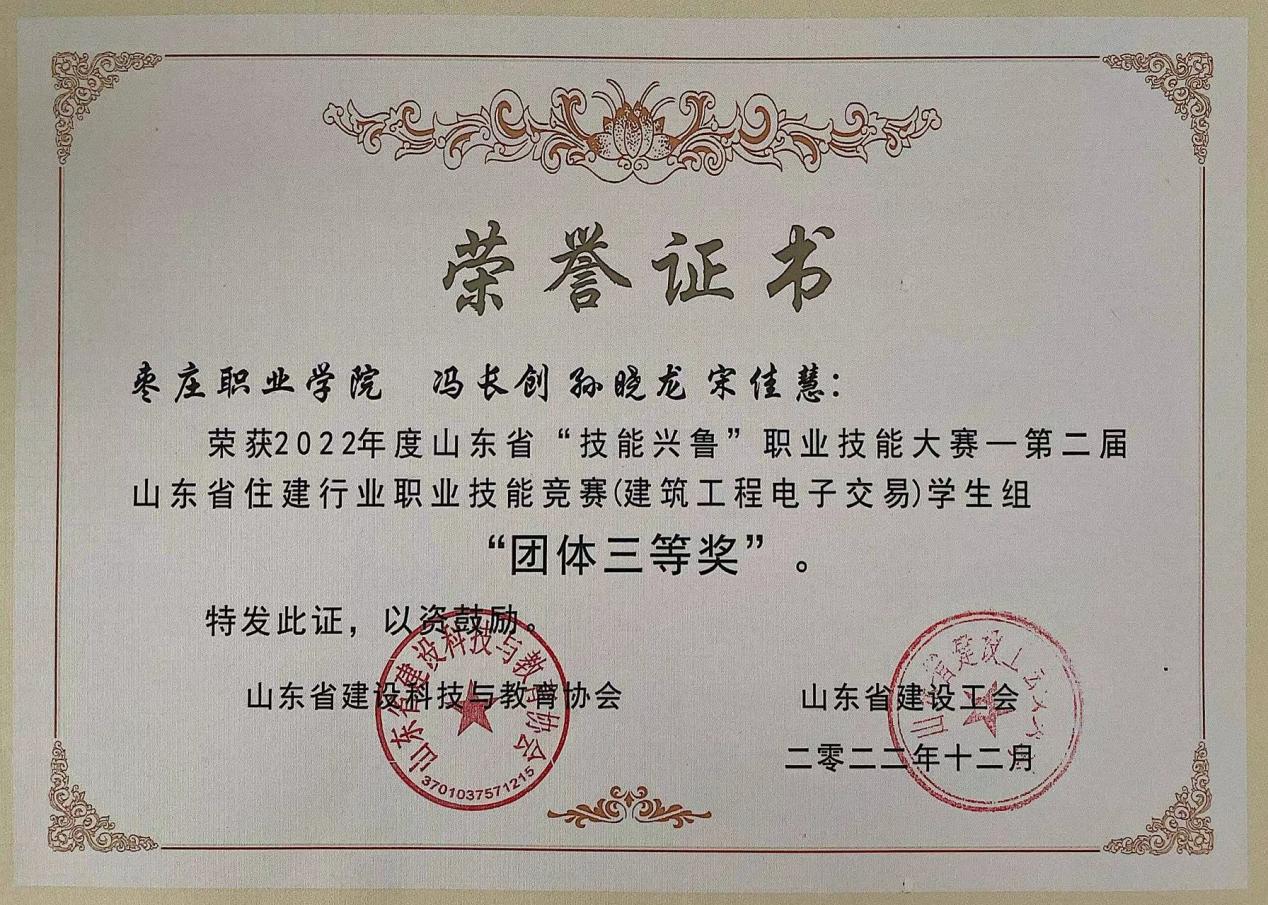 荣誉证书
枣庄职业学院 冯长创 孙晓龙 宋佳慧：
荣获2022年度山东省“技能兴鲁”职业技能大赛—第二届
山东省住建行业职业技能竞赛(建筑工程电子交易)学生组
“团体三等奖”。
特发此证，以资鼓励。
山东省建设科技与教育协会
山东省建设工会
二零二二年十二月
山东省建设科技与教育协会
3701037571215